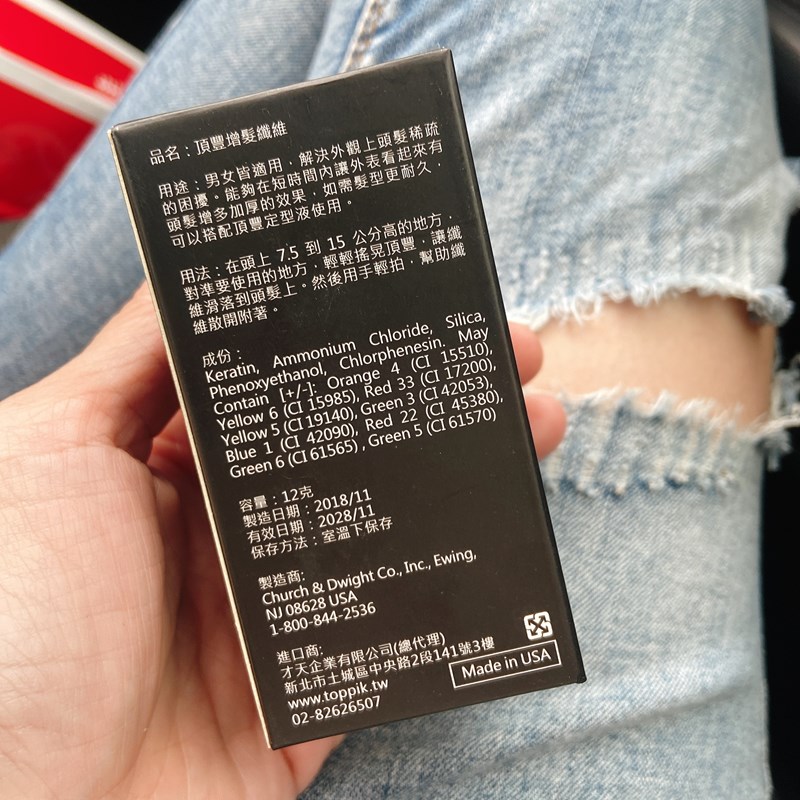 品名：頂豐增髮纖維
用途：男女皆適用，解決外觀上頭髮稀疏
的困擾。能夠在短時間內讓外表看起來有
頭髮增多加厚的效果，如需髮型更耐久，
可以搭配頂豐定型液使用。
用法：在頭上 7.5 到 15 公分高的地方，
對準要使用的地方，輕輕搖晃頂豐，讓纖
維滑落到頭髮上。然後用手輕拍，幫助纖
維散開附著。
成份：
Keratin, Ammonium Chloride, Silica,
Phenoxyethanol, Chlorphenesin. May
Contain [+/-]: Orange 4 (CI 15510),
Yellow 6 (CI 15985), Red 33 (CI 17200),
Yellow 5 (CI 19140), Green 3 (CI 42053),
Blue 1 (CI 42090), Red 22 (CI 45380),
Green 6 (CI 61565) , Green 5 (CI 61570)
容量：12克
製造日期：2018/11
有效日期：2028/11
保存方法：室溫下保存
製造商:
Church & Dwight Co., Inc., Ewing,
NJ 08628 USA
1-800-844-2536
進口商:
才天企業有限公司(總代理)
新北市土城區中央路2段141號3樓
www.toppik.tw
02-82626507
Made in USA